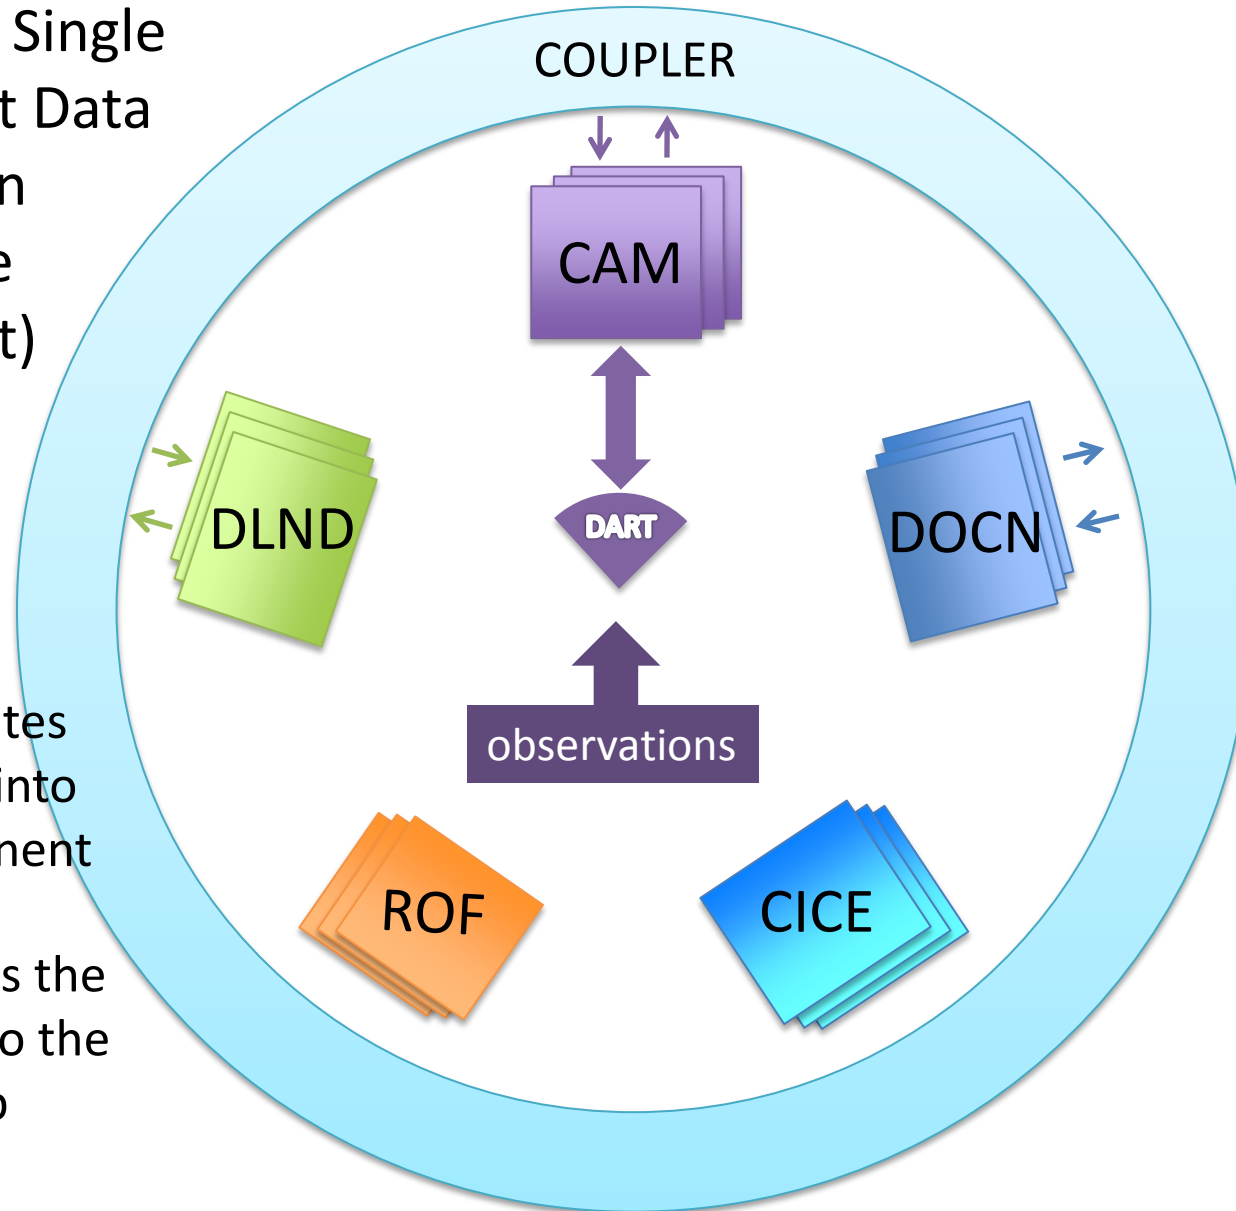 Single
t Data
n
e
t)
COUPLER
CAM
DLND
DOCN
DART
observations
tes
into
nent
s the
o the
o
ROF
CICE